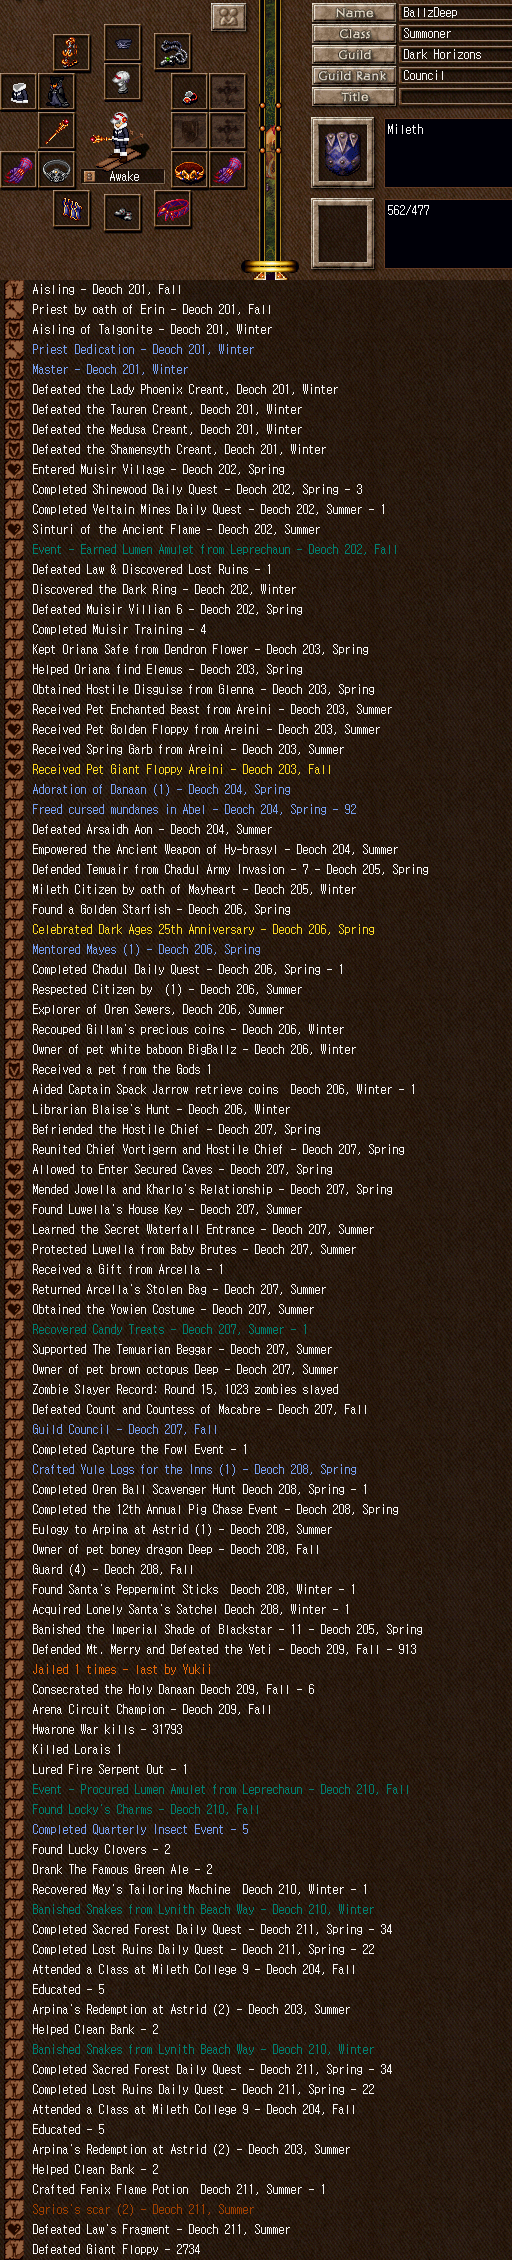 Name BallzDeep
Class Summoner
Guild Dark Horizons
Guild Rank Council
Title
Mileth
Awake
562/477
Aisling - Deoch 201, Fall
Priest by oath of Erin - Deoch 201, Fall
Aisling of Talgonite - Deoch 201, Winter
Priest Dedication - Deoch 201, Winter
Master - Deoch 201, Winter
Defeated the Lady Phoenix Creant, Deoch 201, Winter
Defeated the Tauren Creant, Deoch 201, Winter
Defeated the Medusa Creant, Deoch 201, Winter
Defeated the Shamensyth Creant, Deoch 201, Winter
Entered Muisir Village - Deoch 202, Spring
Completed Shinewood Daily Quest - Deoch 202, Spring - 3
Completed Veltain Mines Daily Quest - Deoch 202, Summer - 1
Sinturi of the Ancient Flame - Deoch 202, Summer
Event - Earned Lumen Amulet from Leprechaun - Deoch 202, Fall
Defeated Law & Discovered Lost Ruins - 1
Discovered the Dark Ring - Deoch 202, Winter
Defeated Muisir Villian 6 - Deoch 202, Spring
Completed Muisir Training - 4
Kept Oriana Safe from Dendron Flower - Deoch 203, Spring
Helped Oriana find Elemus - Deoch 203, Spring
Obtained Hostile Disguise from Glenna - Deoch 203, Spring
Received Pet Enchanted Beast from Areini - Deoch 203, Summer
Received Pet Golden Floppy from Areini - Deoch 203, Summer
Received Spring Garb from Areini - Deoch 203, Summer
Received Pet Giant Floppy Areini - Deoch 203, Fall
Adoration of Danaan (1) - Deoch 204, Spring
Freed cursed mundanes in Abel - Deoch 204, Spring - 92
Defeated Arsaidh Aon - Deoch 204, Summer
Empowered the Ancient Weapon of Hy-brasyl - Deoch 204, Summer
Defended Temuair from Chadul Army Invasion - 7 - Deoch 205, Spring
Mileth Citizen by oath of Mayheart - Deoch 205, Winter
Found a Golden Starfish - Deoch 206, Spring
Celebrated Dark Ages 25th Anniversary - Deoch 206, Spring
Mentored Mayes (1) - Deoch 206, Spring
Completed Chadul Daily Quest - Deoch 206, Spring - 1
Respected Citizen by  (1) - Deoch 206, Summer
Explorer of Oren Sewers, Deoch 206, Summer
Recouped Gillam's precious coins - Deoch 206, Winter
Owner of pet white baboon BigBallz - Deoch 206, Winter
Received a pet from the Gods 1
Aided Captain Spack Jarrow retrieve coins  Deoch 206, Winter - 1
Librarian Blaise's Hunt - Deoch 206, Winter
Befriended the Hostile Chief - Deoch 207, Spring
Reunited Chief Vortigern and Hostile Chief - Deoch 207, Spring
Allowed to Enter Secured Caves - Deoch 207, Spring
Mended Jowella and Kharlo's Relationship - Deoch 207, Spring
Found Luwella's House Key - Deoch 207, Summer
Learned the Secret Waterfall Entrance - Deoch 207, Summer
Protected Luwella from Baby Brutes - Deoch 207, Summer
Received a Gift from Arcella - 1
Returned Arcella's Stolen Bag - Deoch 207, Summer
Obtained the Yowien Costume - Deoch 207, Summer
Recovered Candy Treats - Deoch 207, Summer - 1
Supported The Temuarian Beggar - Deoch 207, Summer
Owner of pet brown octopus Deep - Deoch 207, Summer
Zombie Slayer Record: Round 15, 1023 zombies slayed
Defeated Count and Countess of Macabre - Deoch 207, Fall
Guild Council - Deoch 207, Fall
Completed Capture the Fowl Event - 1
Crafted Yule Logs for the Inns (1) - Deoch 208, Spring
Completed Oren Ball Scavenger Hunt Deoch 208, Spring - 1
Completed the 12th Annual Pig Chase Event - Deoch 208, Spring
Eulogy to Arpina at Astrid (1) - Deoch 208, Summer
Owner of pet boney dragon Deep - Deoch 208, Fall
Guard (4) - Deoch 208, Fall
Found Santa's Peppermint Sticks  Deoch 208, Winter - 1
Acquired Lonely Santa's Satchel Deoch 208, Winter - 1
Banished the Imperial Shade of Blackstar - 11 - Deoch 205, Spring
Defended Mt. Merry and Defeated the Yeti - Deoch 209, Fall - 913
Jailed 1 times - last by Yukii
Consecrated the Holy Danaan Deoch 209, Fall - 6
Arena Circuit Champion - Deoch 209, Fall
Hwarone War kills - 31793
Killed Lorais 1
Lured Fire Serpent Out - 1
Event - Procured Lumen Amulet from Leprechaun - Deoch 210, Fall
Found Locky's Charms - Deoch 210, Fall
Completed Quarterly Insect Event - 5
Found Lucky Clovers - 2
Drank The Famous Green Ale - 2
Recovered May's Tailoring Machine  Deoch 210, Winter - 1
Banished Snakes from Lynith Beach Way - Deoch 210, Winter
Completed Sacred Forest Daily Quest - Deoch 211, Spring - 34
Completed Lost Ruins Daily Quest - Deoch 211, Spring - 22
Attended a Class at Mileth College 9 - Deoch 204, Fall
Educated - 5
Arpina's Redemption at Astrid (2) - Deoch 203, Summer
Helped Clean Bank - 2
Banished Snakes from Lynith Beach Way - Deoch 210, Winter
Completed Sacred Forest Daily Quest - Deoch 211, Spring - 34
Completed Lost Ruins Daily Quest - Deoch 211, Spring - 22
Attended a Class at Mileth College 9 - Deoch 204, Fall
Educated - 5
Arpina's Redemption at Astrid (2) - Deoch 203, Summer
Helped Clean Bank - 2
Crafted Fenix Flame Potion  Deoch 211, Summer - 1
Sgrios's scar (2) - Deoch 211, Summer
Defeated Law's Fragment - Deoch 211, Summer
Defeated Giant Floppy - 2734